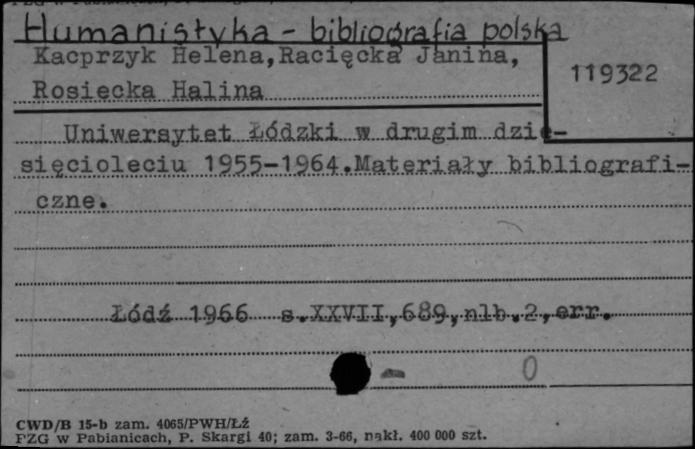 Humanistyka - bibliografia polska
Kacprzyk Helena,Racięcka Janina,
119322
Rosiecka Halina
Uniwersytet Łódzki w drugim dzie-
sięcioleciu 1955-1964.Materiały bibliografi-
czne.
Łódź 1966 s.XXVII,689,nlb.2,err.
- 0
CWD/B 15-b zam. 4065/PWH/Łź
PZG w Pabianicach, P. Skargi 40; zam. 3-66, nakł. 400 000 szt.